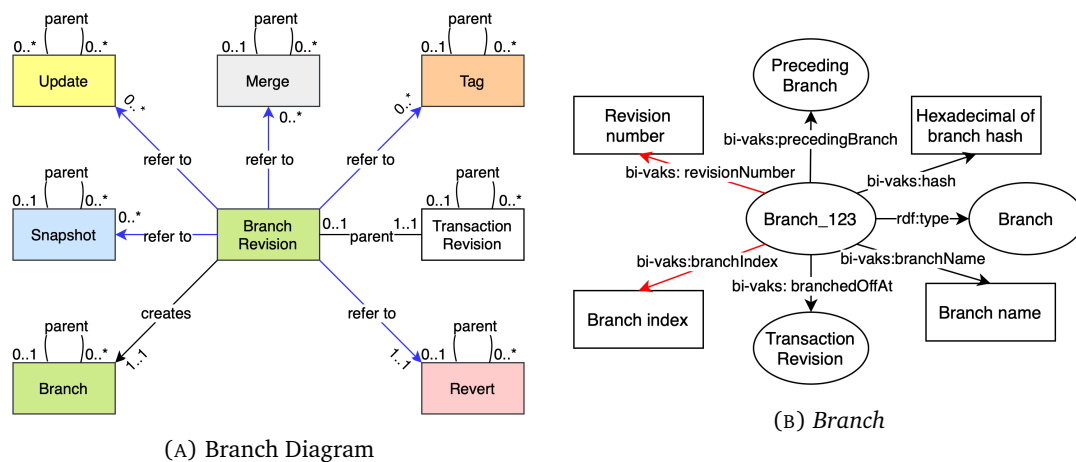 parent
0..* 0..*
Update
0..*
parent
0..1 0..*
Merge
0..*
parent
0..1 0..*
Tag
0..*
refer to
refer to
refer to
parent
0..1 0..*
Snapshot
0..*
refer to
Branch
Revision
0..1
parent
1..1
parent
0..1 0..*
Transaction
Revision
creates
refer to
parent
0..1 0..*
Branch
1..1
parent
0..1 0..*
Revert
1..1
(A) Branch Diagram
Preceding
Branch
Revision
number
Hexadecimal of
branch hash
bi-vaks:precedingBranch
bi-vaks: revisionNumber
bi-vaks:hash
Branch_123
rdf:type
Branch
bi-vaks:branchIndex
bi-vaks:branchName
bi-vaks: branchedOffAt
Branch index
Branch name
Transaction
Revision
(B) Branch